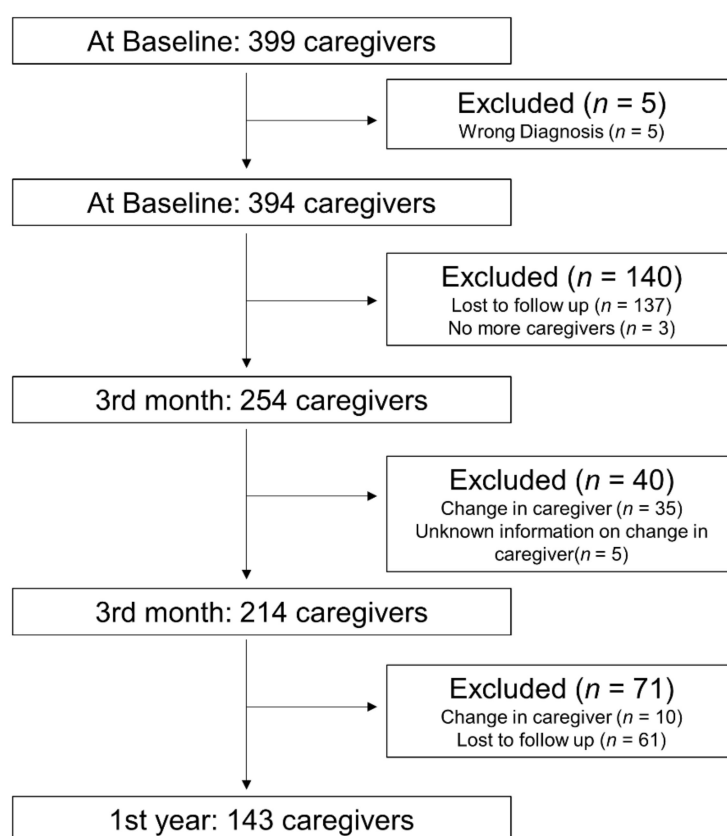 At Baseline: 399 caregivers
Excluded (n = 5)
Wrong Diagnosis (n = 5)
At Baseline: 394 caregivers
Excluded (n = 140)
Lost to follow up (n = 137)
No more caregivers (n = 3)
3rd month: 254 caregivers
Excluded (n = 40)
Change in caregiver (n = 35)
Unknown information on change in
caregiver(n = 5)
3rd month: 214 caregivers
Excluded (n = 71)
Change in caregiver (n = 10)
Lost to follow up (n = 61)
1st year: 143 caregivers